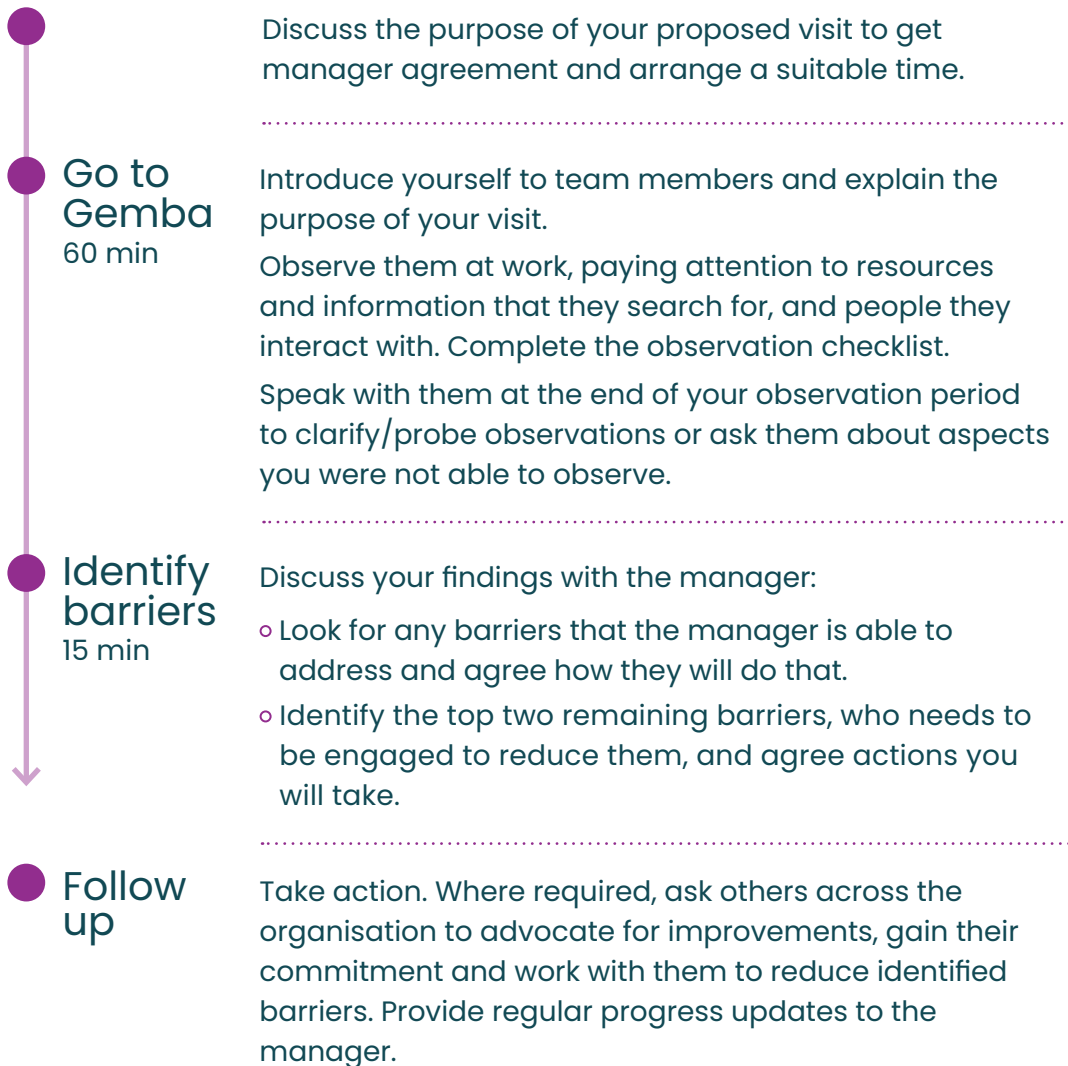 Discuss the purpose of your proposed visit to get
manager agreement and arrange a suitable time.
Go to
Gemba
60 min
Introduce yourself to team members and explain the
purpose of your visit.
Observe them at work, paying attention to resources
and information that they search for, and people they
interact with. Complete the observation checklist.
Speak with them at the end of your observation period
to clarify/probe observations or ask them about aspects
you were not able to observe.
Identify
barriers
15 min
Discuss your findings with the manager:
Look for any barriers that the manager is able to
address and agree how they will do that.
Identify the top two remaining barriers, who needs to
be engaged to reduce them, and agree actions you
will take.
Follow
up
Take action. Where required, ask others across the
organisation to advocate for improvements, gain their
commitment and work with them to reduce identified
barriers. Provide regular progress updates to the
manager.